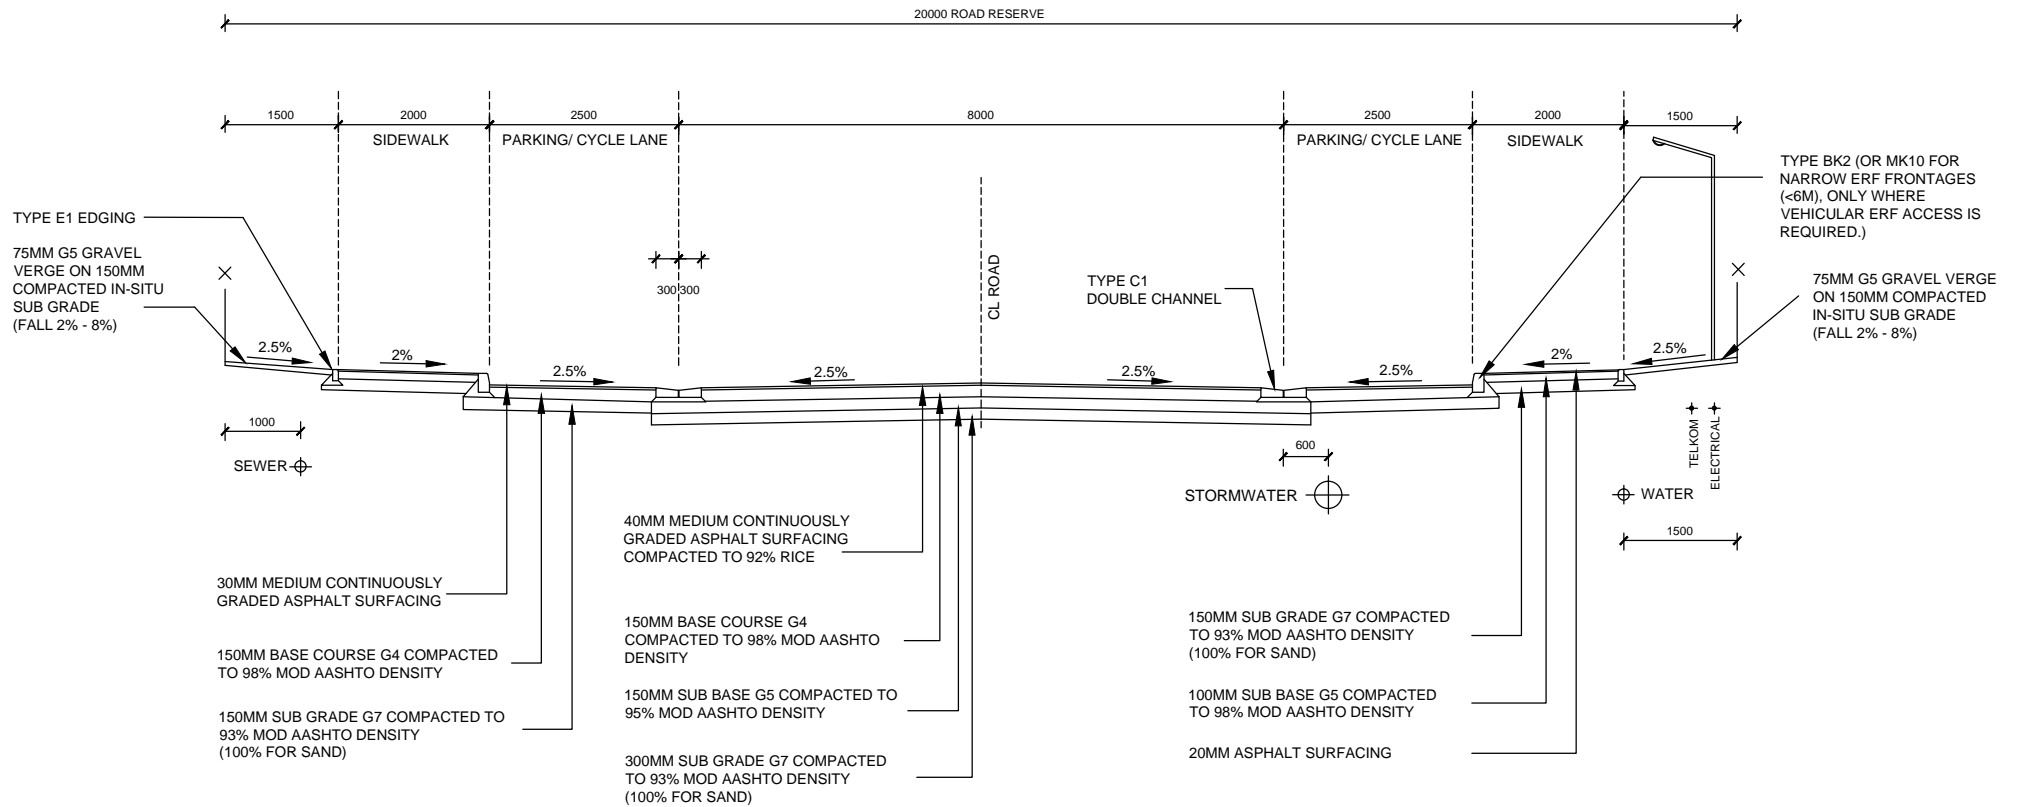 20000 ROAD RESERVE
1500
2000
2500
8000
2500
2000
1500
SIDEWALK
PARKING/ CYCLE LANE
PARKING/ CYCLE LANE
SIDEWALK
TYPE BK2 (OR MK10 FOR
NARROW ERF FRONTAGES
(<6M), ONLY WHERE
VEHICULAR ERF ACCESS IS
REQUIRED.)
TYPE E1 EDGING
75MM G5 GRAVEL
VERGE ON 150MM
COMPACTED IN-SITU
SUB GRADE
(FALL 2% - 8%)
300
300
CL ROAD
TYPE C1
DOUBLE CHANNEL
75MM G5 GRAVEL VERGE
ON 150MM COMPACTED
IN-SITU SUB GRADE
(FALL 2% - 8%)
2.5%
2%
2.5%
2.5%
2.5%
2.5%
2%
2.5%
1000
SEWER
600
STORMWATER
TELKOM
ELECTRICAL
WATER
1500
30MM MEDIUM CONTINUOUSLY
GRADED ASPHALT SURFACING
150MM BASE COURSE G4 COMPACTED
TO 98% MOD AASHTO DENSITY
150MM SUB GRADE G7 COMPACTED TO
93% MOD AASHTO DENSITY
(100% FOR SAND)
40MM MEDIUM CONTINUOUSLY
GRADED ASPHALT SURFACING
COMPACTED TO 92% RICE
150MM BASE COURSE G4
COMPACTED TO 98% MOD AASHTO
DENSITY
150MM SUB BASE G5 COMPACTED TO
95% MOD AASHTO DENSITY
300MM SUB GRADE G7 COMPACTED
TO 93% MOD AASHTO DENSITY
(100% FOR SAND)
150MM SUB GRADE G7 COMPACTED
TO 93% MOD AASHTO DENSITY
(100% FOR SAND)
100MM SUB BASE G5 COMPACTED
TO 98% MOD AASHTO DENSITY
20MM ASPHALT SURFACING